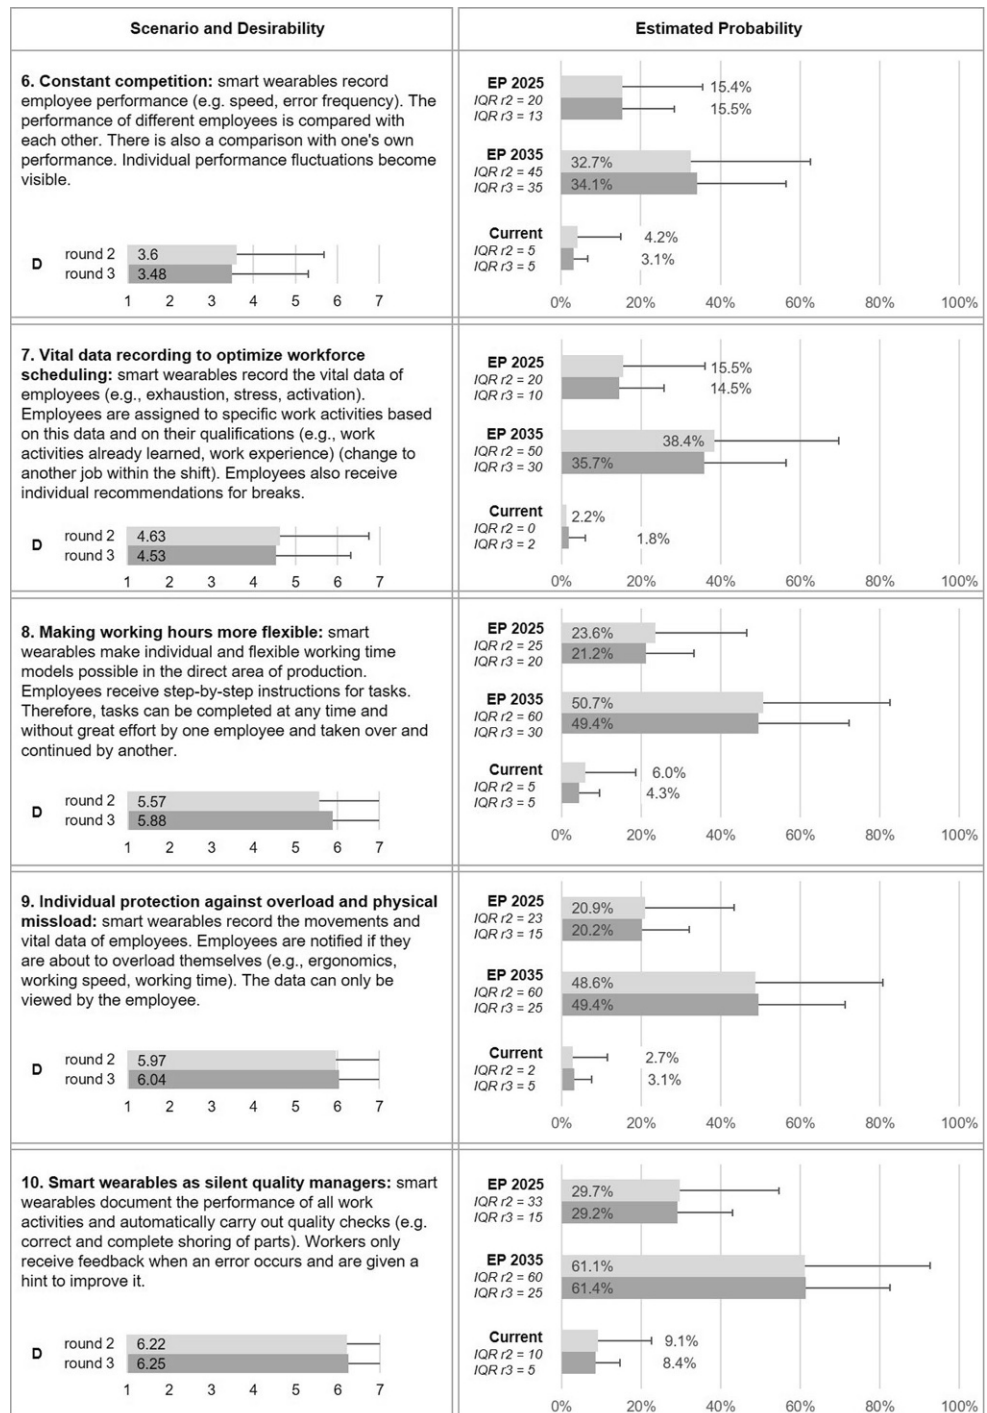 Scenario and Desirability
Estimated Probability
6. Constant competition: smart wearables record
employee performance (e.g. speed, error frequency). The
performance of different employees is compared with
each other. There is also a comparison with one's own
performance. Individual performance fluctuations become
visible.
D
round 2 3.6
round 3 3.48
1 2 3 4 5 6 7
EP 2025
IQR r2 = 20
IQR r3 = 13
15.4%
15.5%
EP 2035
IQR r2 = 45
IQR r3 = 35
32.7%
34.1%
Current
IQR r2 = 5
IQR r3 = 5
4.2%
3.1%
0% 20% 40% 60% 80% 100%
7. Vital data recording to optimize workforce
scheduling: smart wearables record the vital data of
employees (e.g., exhaustion, stress, activation).
Employees are assigned to specific work activities based
on this data and on their qualifications (e.g., work
activities already learned, work experience) (change to
another job within the shift). Employees also receive
individual recommendations for breaks.
D
round 2 4.63
round 3 4.53
1 2 3 4 5 6 7
EP 2025
IQR r2 = 20
IQR r3 = 10
15.5%
14.5%
EP 2035
IQR r2 = 50
IQR r3 = 30
38.4%
35.7%
Current
IQR r2 = 0
IQR r3 = 2
2.2%
1.8%
0% 20% 40% 60% 80% 100%
8. Making working hours more flexible: smart
wearables make individual and flexible working time
models possible in the direct area of production.
Employees receive step-by-step instructions for tasks.
Therefore, tasks can be completed at any time and
without great effort by one employee and taken over and
continued by another.
D
round 2 5.57
round 3 5.88
1 2 3 4 5 6 7
EP 2025
IQR r2 = 25
IQR r3 = 20
23.6%
21.2%
EP 2035
IQR r2 = 60
IQR r3 = 30
50.7%
49.4%
Current
IQR r2 = 5
IQR r3 = 5
6.0%
4.3%
0% 20% 40% 60% 80% 100%
9. Individual protection against overload and physical
missload: smart wearables record the movements and
vital data of employees. Employees are notified if they
are about to overload themselves (e.g., ergonomics,
working speed, working time). The data can only be
viewed by the employee.
D
round 2 5.97
round 3 6.04
1 2 3 4 5 6 7
EP 2025
IQR r2 = 23
IQR r3 = 15
20.9%
20.2%
EP 2035
IQR r2 = 60
IQR r3 = 25
48.6%
49.4%
Current
IQR r2 = 2
IQR r3 = 5
2.7%
3.1%
0% 20% 40% 60% 80% 100%
10. Smart wearables as silent quality managers: smart
wearables document the performance of all work
activities and automatically carry out quality checks (e.g.
correct and complete shoring of parts). Workers only
receive feedback when an error occurs and are given a
hint to improve it.
D
round 2 6.22
round 3 6.25
1 2 3 4 5 6 7
EP 2025
IQR r2 = 33
IQR r3 = 15
29.7%
29.2%
EP 2035
IQR r2 = 60
IQR r3 = 25
61.1%
61.4%
Current
IQR r2 = 10
IQR r3 = 5
9.1%
8.4%
0% 20% 40% 60% 80% 100%